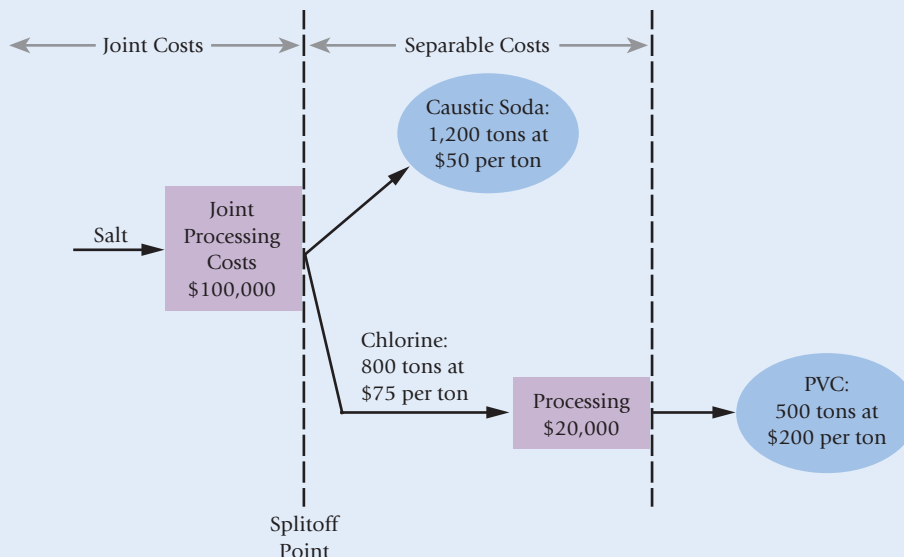 Joint Costs
Separable Costs
Caustic Soda:
1,200 tons at
$50 per ton
Salt
Joint
Processing
Costs
$100,000
Chlorine:
800 tons at
$75 per ton
Processing
$20,000
PVC:
500 tons at
$200 per ton
Splitoff
Point